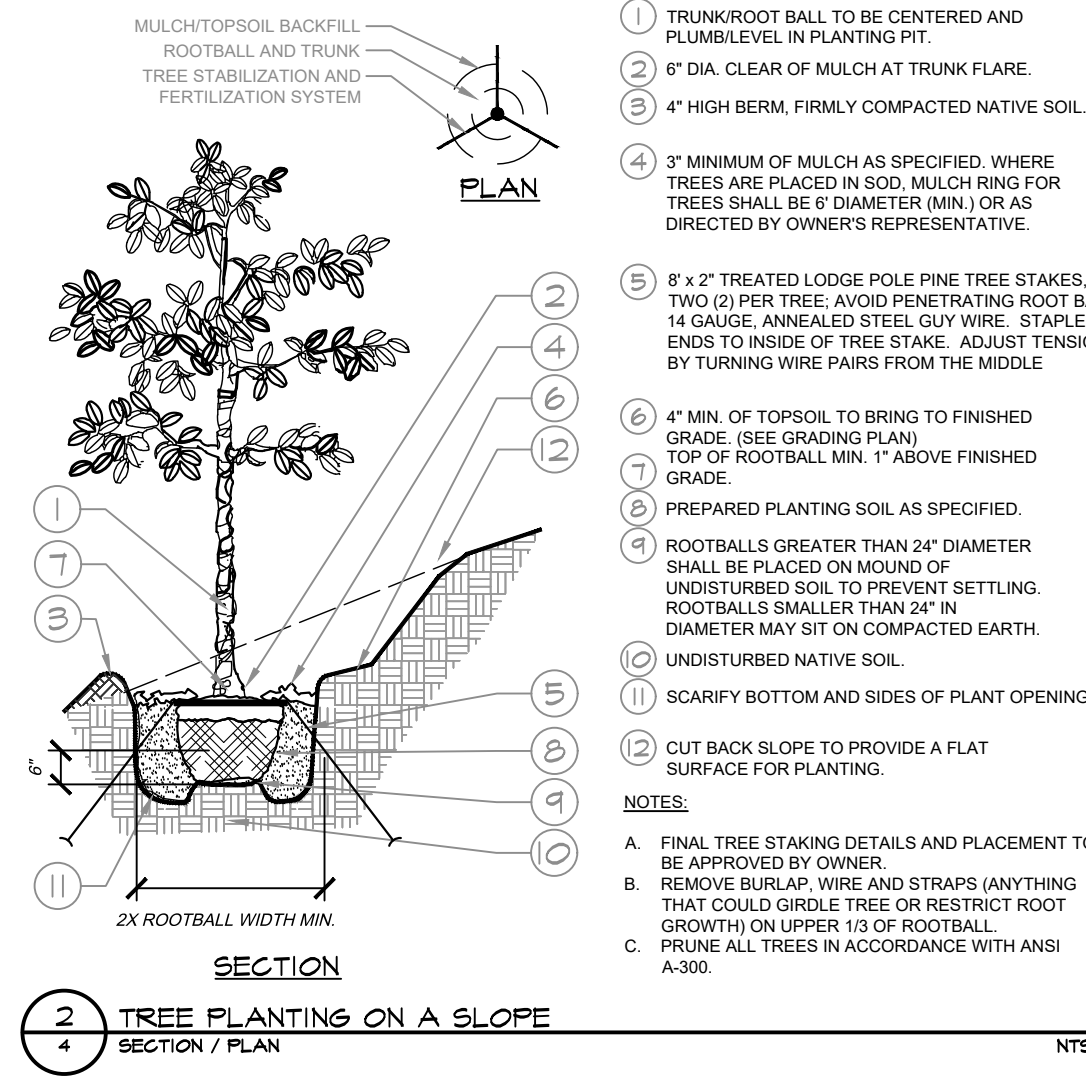 MULCH/TOPSOIL BACKFILL
ROOTBALL AND TRUNK
TREE STABILIZATION AND
FERTILIZATION SYSTEM
PLAN
2
4
6
12
1
7
3
5
8
9
10
11
6"
2X ROOTBALL WIDTH MIN.
SECTION
1 TRUNK/ROOT BALL TO BE CENTERED AND
PLUMB/LEVEL IN PLANTING PIT.
2 6" DIA. CLEAR OF MULCH AT TRUNK FLARE.
3 4" HIGH BERM, FIRMLY COMPACTED NATIVE SOIL.
4 3" MINIMUM OF MULCH AS SPECIFIED. WHERE
TREES ARE PLACED IN SOD, MULCH RING FOR
TREES SHALL BE 6' DIAMETER (MIN.) OR AS
DIRECTED BY OWNER'S REPRESENTATIVE.
5 8' x 2" TREATED LODGE POLE PINE TREE STAKES,
TWO (2) PER TREE; AVOID PENETRATING ROOT
14 GAUGE, ANNEALED STEEL GUY WIRE. STAPLE
ENDS TO INSIDE OF TREE STAKE. ADJUST
BY TURNING WIRE PAIRS FROM THE MIDDLE
6 4" MIN. OF TOPSOIL TO BRING TO FINISHED
GRADE. (SEE GRADING PLAN)
7 TOP OF ROOTBALL MIN. 1" ABOVE FINISHED
GRADE.
8 PREPARED PLANTING SOIL AS SPECIFIED.
9 ROOTBALLS GREATER THAN 24" DIAMETER
SHALL BE PLACED ON MOUND OF
UNDISTURBED SOIL TO PREVENT SETTLING.
ROOTBALLS SMALLER THAN 24" IN
DIAMETER MAY SIT ON COMPACTED EARTH.
10 UNDISTURBED NATIVE SOIL.
11 SCARIFY BOTTOM AND SIDES OF PLANT OPENING
12 CUT BACK SLOPE TO PROVIDE A FLAT
SURFACE FOR PLANTING.
NOTES:
A. FINAL TREE STAKING DETAILS AND PLACEMENT TO
BE APPROVED BY OWNER.
B. REMOVE BURLAP, WIRE AND STRAPS (ANYTHING
THAT COULD GIRDLE TREE OR RESTRICT ROOT
GROWTH) ON UPPER 1/3 OF ROOTBALL.
C. PRUNE ALL TREES IN ACCORDANCE WITH ANSI
A-300.
2
4
TREE PLANTING ON A SLOPE
SECTION / PLAN
NTS